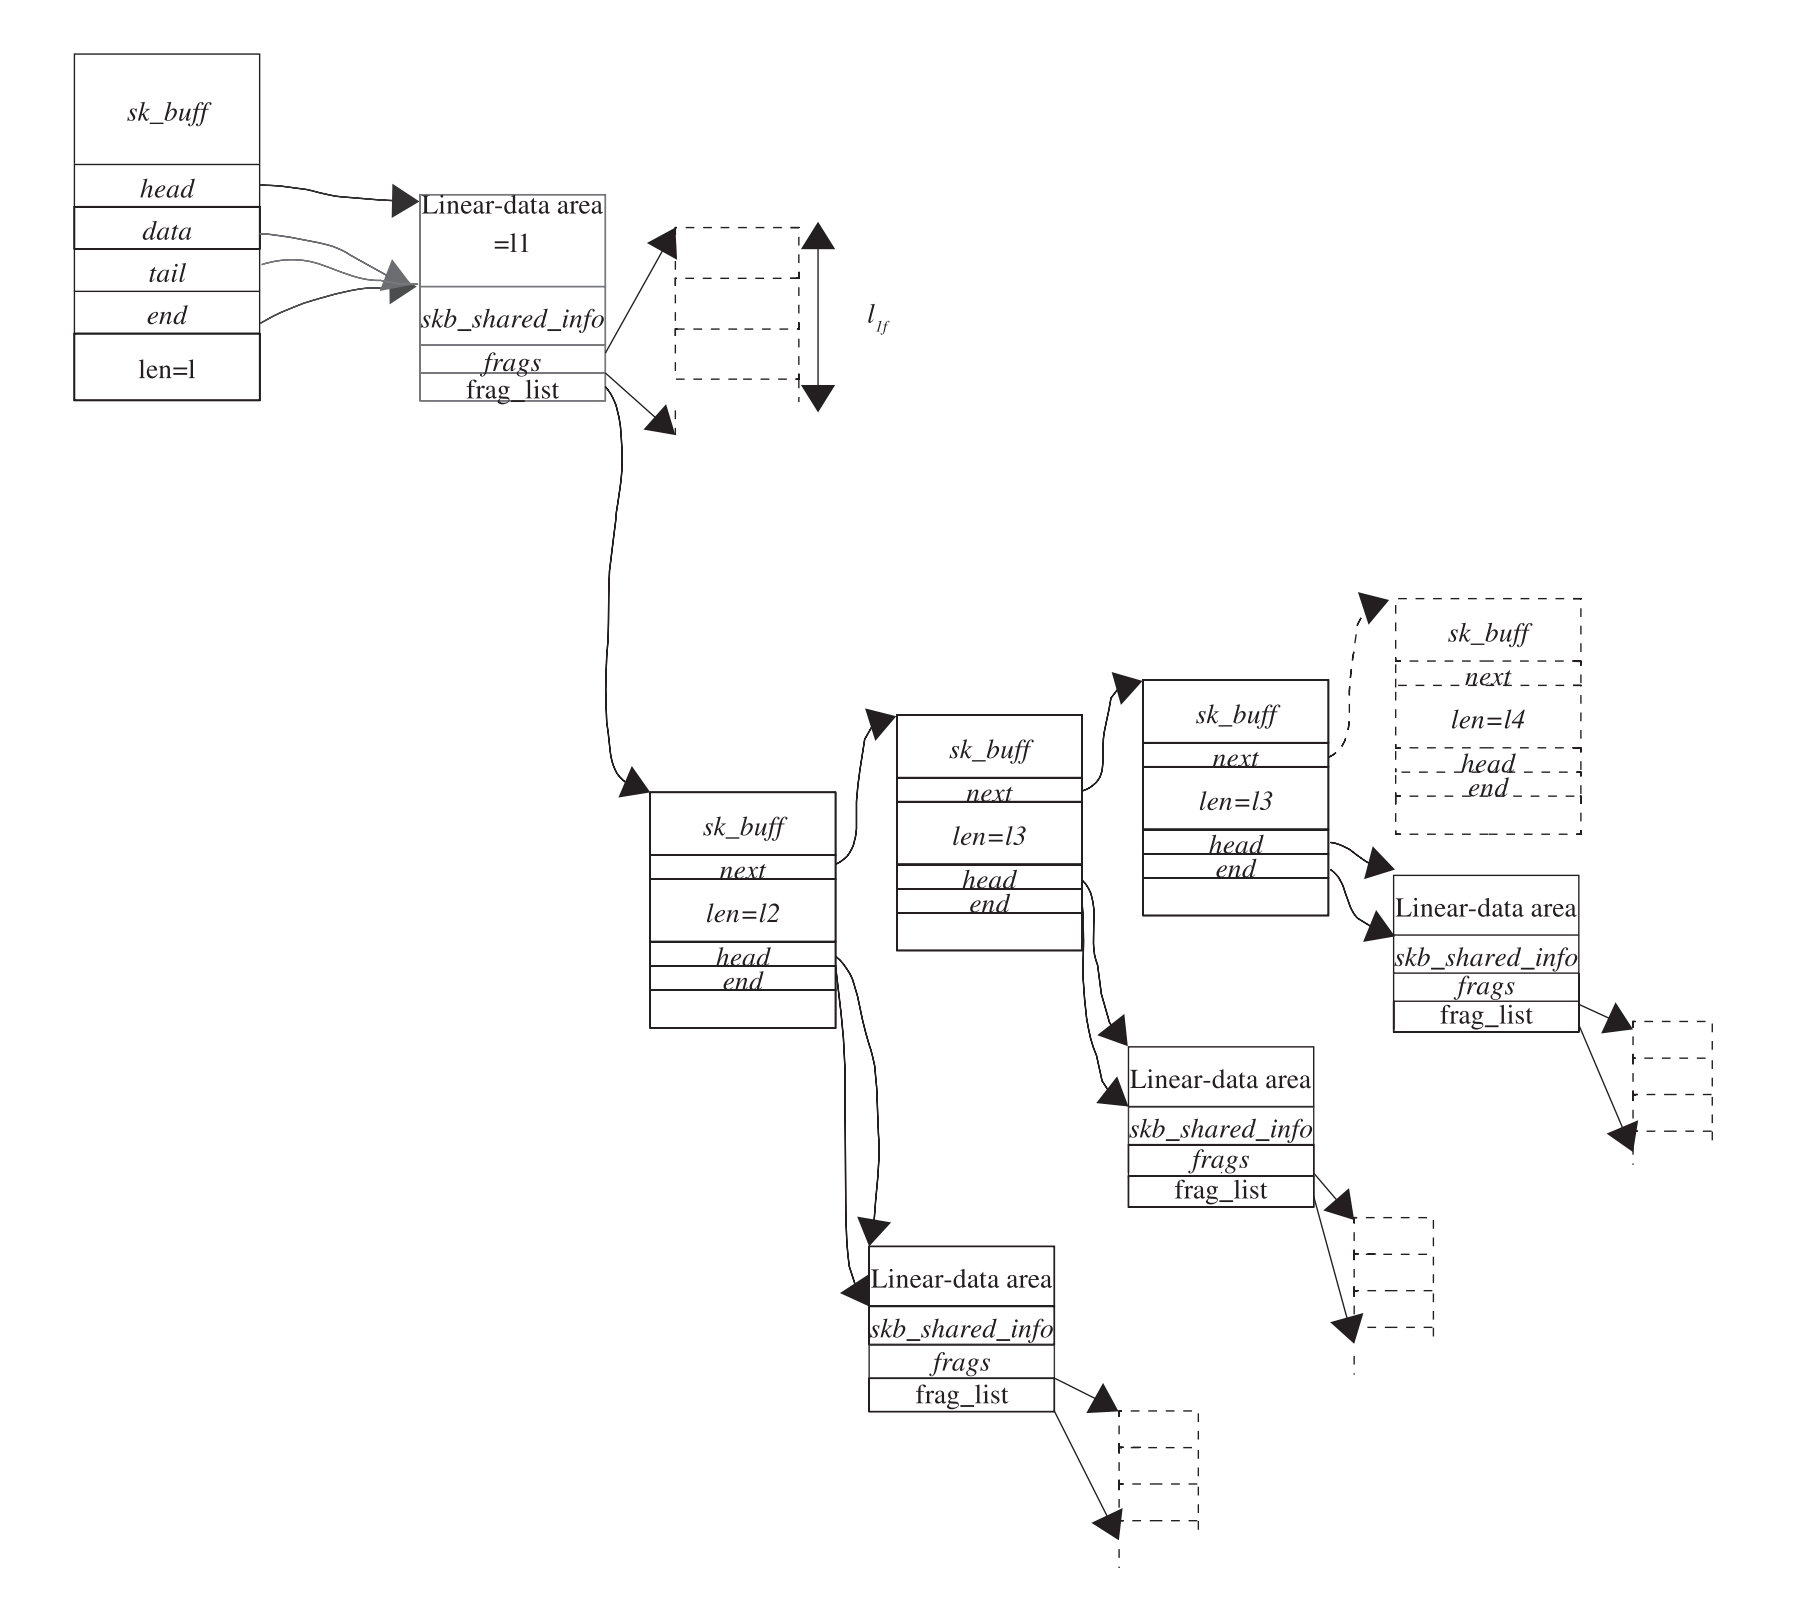 sk_buff
head
data
tail
end
len=l
Linear-data area
=l1
skb_shared_info
frags
frag_list
l1f
sk_buff
next
len=l2
head
end
sk_buff
next
len=l3
head
end
sk_buff
next
len=l3
head
end
sk_buff
next
len=l4
head
end
Linear-data area
skb_shared_info
frags
frag_list
Linear-data area
skb_shared_info
frags
frag_list
Linear-data area
skb_shared_info
frags
frag_list